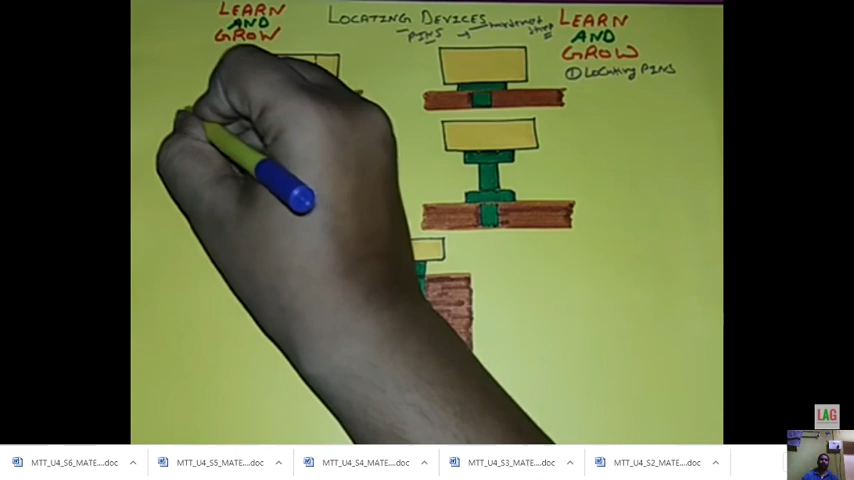 LEARN
AND
GROW
LOCATING DEVICES
PINS → hardened
LEARN
AND
GROW
① Locating PINS
LAG
MTT_U4_S6_MATE....doc
MTT_U4_S5_MATE....doc
MTT_U4_S4_MATE....doc
MTT_U4_S3_MATE....doc
MTT_U4_S2_MATE....doc